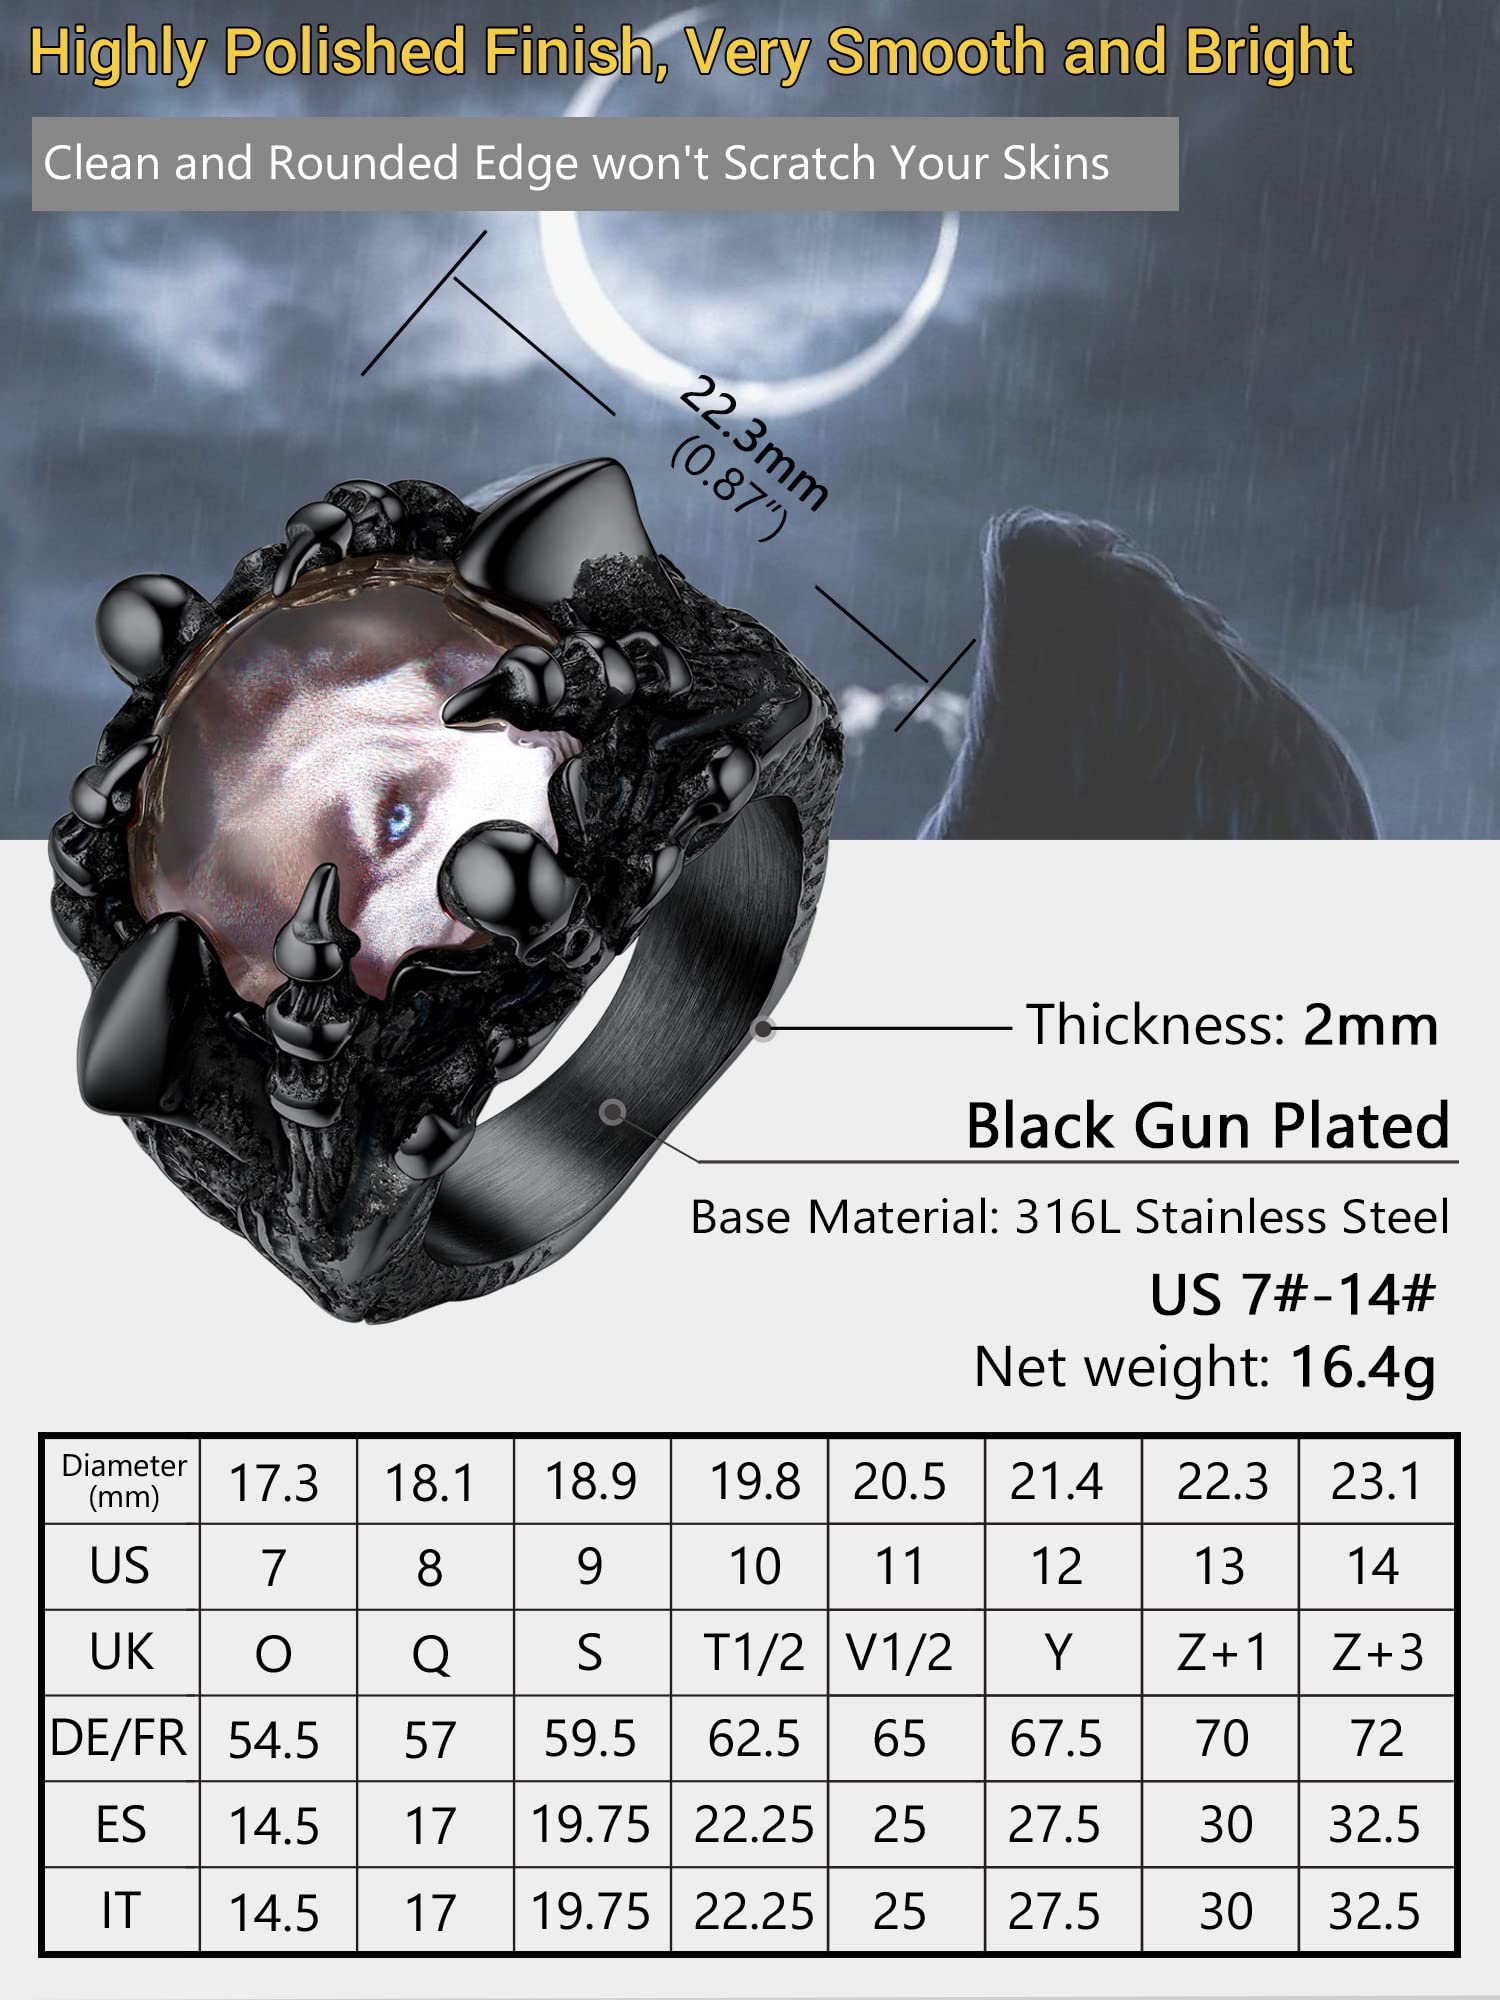 Highly Polished Finish, Very Smooth and Bright
Clean and Rounded Edge won't Scratch Your Skins
22.3mm
(0.87")
Thickness: 2mm
Black Gun Plated
Base Material: 316L Stainless Steel
US 7#-14#
Net weight: 16.4g
Diameter (mm) 17.3 18.1 18.9 19.8 20.5 21.4 22.3 23.1
US 7 8 9 10 11 12 13 14
UK O Q S T1/2 V1/2 Y Z+1 Z+3
DE/FR 54.5 57 59.5 62.5 65 67.5 70 72
ES 14.5 17 19.75 22.25 25 27.5 30 32.5
IT 14.5 17 19.75 22.25 25 27.5 30 32.5